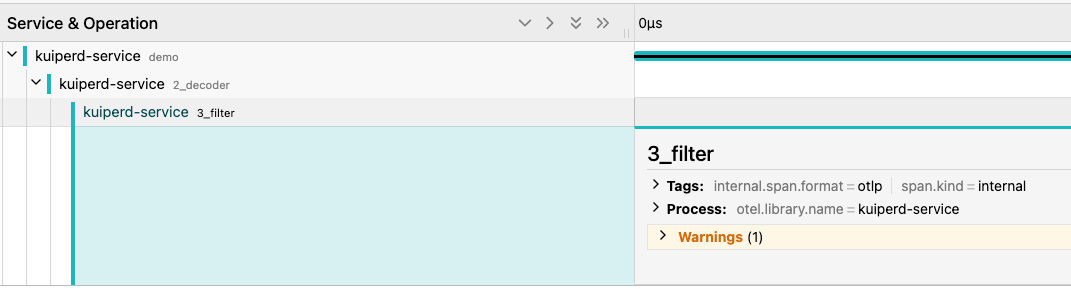 Service & Operation 0μs
kuiperd-service demo
kuiperd-service 2_decoder
kuiperd-service 3_filter
3_filter
Tags: internal.span.format = otlp span.kind = internal
Process: otel.library.name = kuiperd-service
Warnings (1)